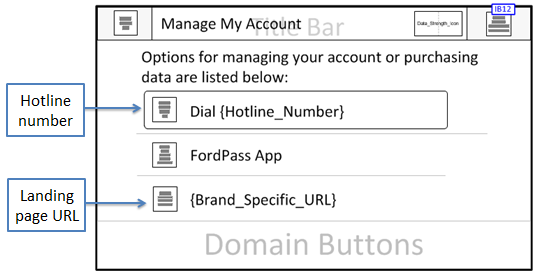 IB12
Title Bar
Manage My Account
Data_Strength_icon
Options for managing your account or purchasing
data are listed below:
Hotline
number
Dial {Hotline_Number}
FordPass App
Landing
page URL
{Brand_Specific_URL}
Domain Buttons